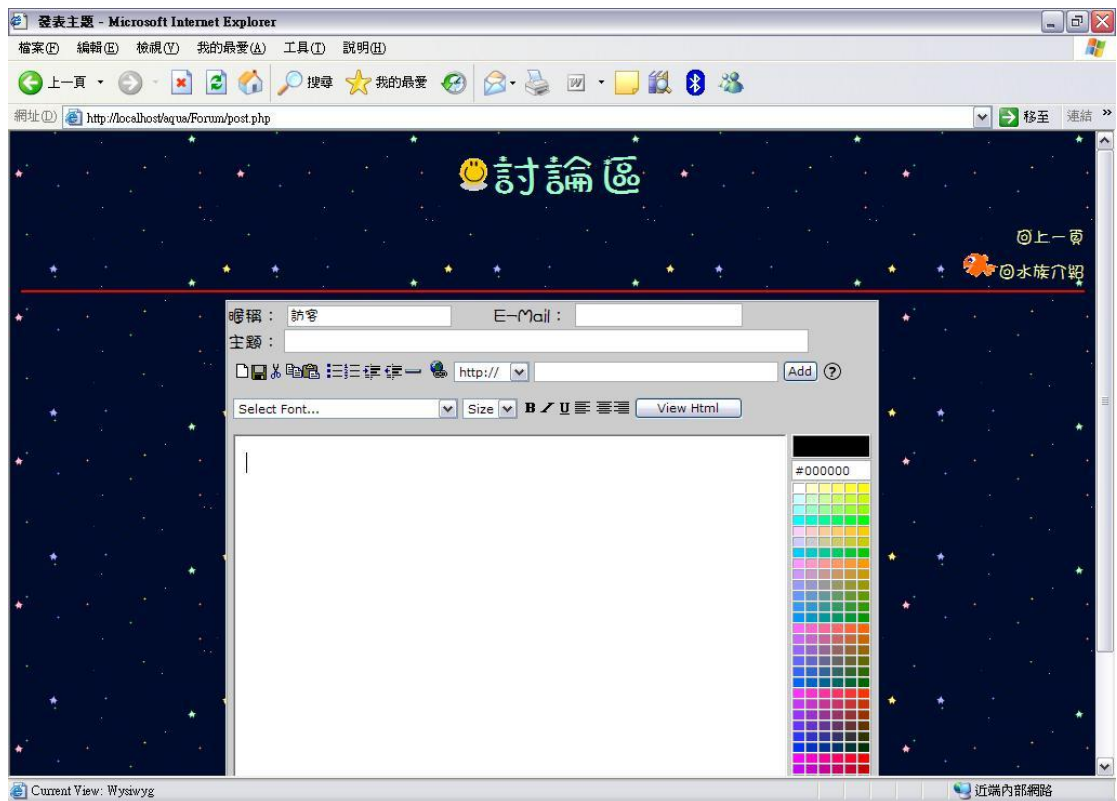 發表主題 - Microsoft Internet Explorer
檔案(F) 編輯(E) 檢視(V) 我的最愛(A) 工具(T) 說明(H)
上一頁 搜尋 我的最愛
網址(D) http://localhost/aqua/Forum/post.php 移至 連結 »
討論區
回上一頁
回水族介紹
暱稱： 訪客 E-Mail：
主題：
http:// Add ?
Select Font... Size B I U View Html
#000000
Current View: Wysiwyg 近端內部網路